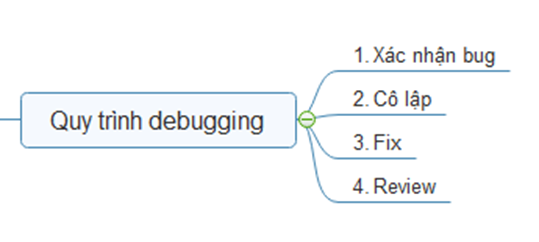 Quy trình debugging
1. Xác nhận bug
2. Cô lập
3. Fix
4. Review